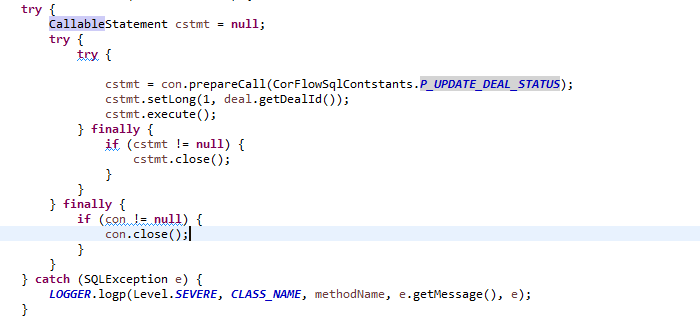 try {
CallableStatement cstmt = null;
try {
try {
cstmt = con.prepareCall(CorFlowSqlContstants.P_UPDATE_DEAL_STATUS);
cstmt.setLong(1, deal.getDealId());
cstmt.execute();
} finally {
if (cstmt != null) {
cstmt.close();
}
}
} finally {
if (con != null) {
con.close();
}
}
} catch (SQLException e) {
LOGGER.logp(Level.SEVERE, CLASS_NAME, methodName, e.getMessage(), e);
}